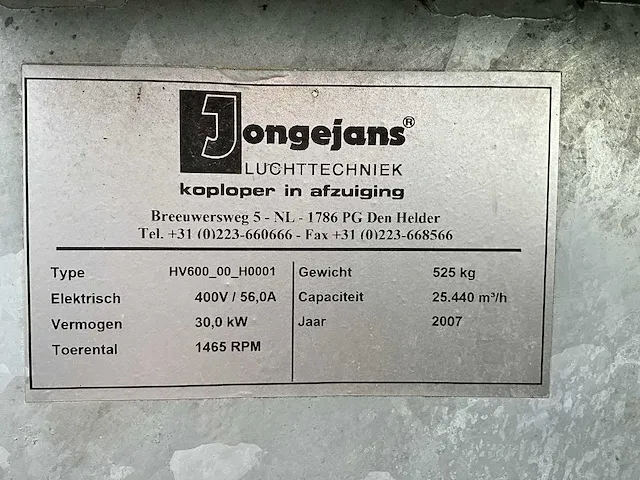 Jongejans®
LUCHTTECHNIEK
koploper in afzuiging
Breeuwersweg 5 - NL - 1786 PG Den Helder
Tel. +31 (0)223-660666 - Fax +31 (0)223-668566
Type HV600_00_H0001
Elektrisch 400V / 56,0A
Vermogen 30,0 kW
Toerental 1465 RPM
Gewicht 525 kg
Capaciteit 25.440 m³/h
Jaar 2007